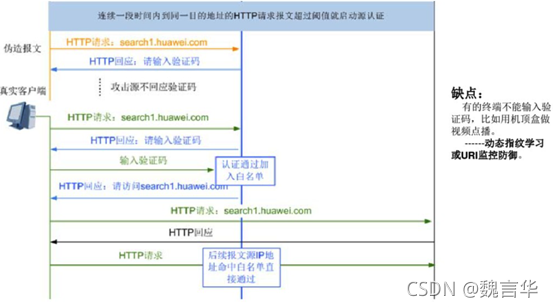 连续一段时间内到同一目的地址的HTTP请求报文超过阈值就启动源认证
伪造报文
HTTP请求：search1.huawei.com
HTTP回应：请输入验证码
攻击源不回应验证码
真实客户端
HTTP请求：search1.huawei.com
HTTP回应：请输入验证码
输入验证码
认证通过加
入白名单
HTTP回应：请访问search1.huawei.com
HTTP请求：search1.huawei.com
HTTP回应
HTTP请求
后续报文源IP地
址命中白名单直
接通过
缺点：
有的终端不能输入验
证码，比如用机顶盒做
视频点播。
------动态指纹学习
或URI监控防御。
CSDN @魏言华